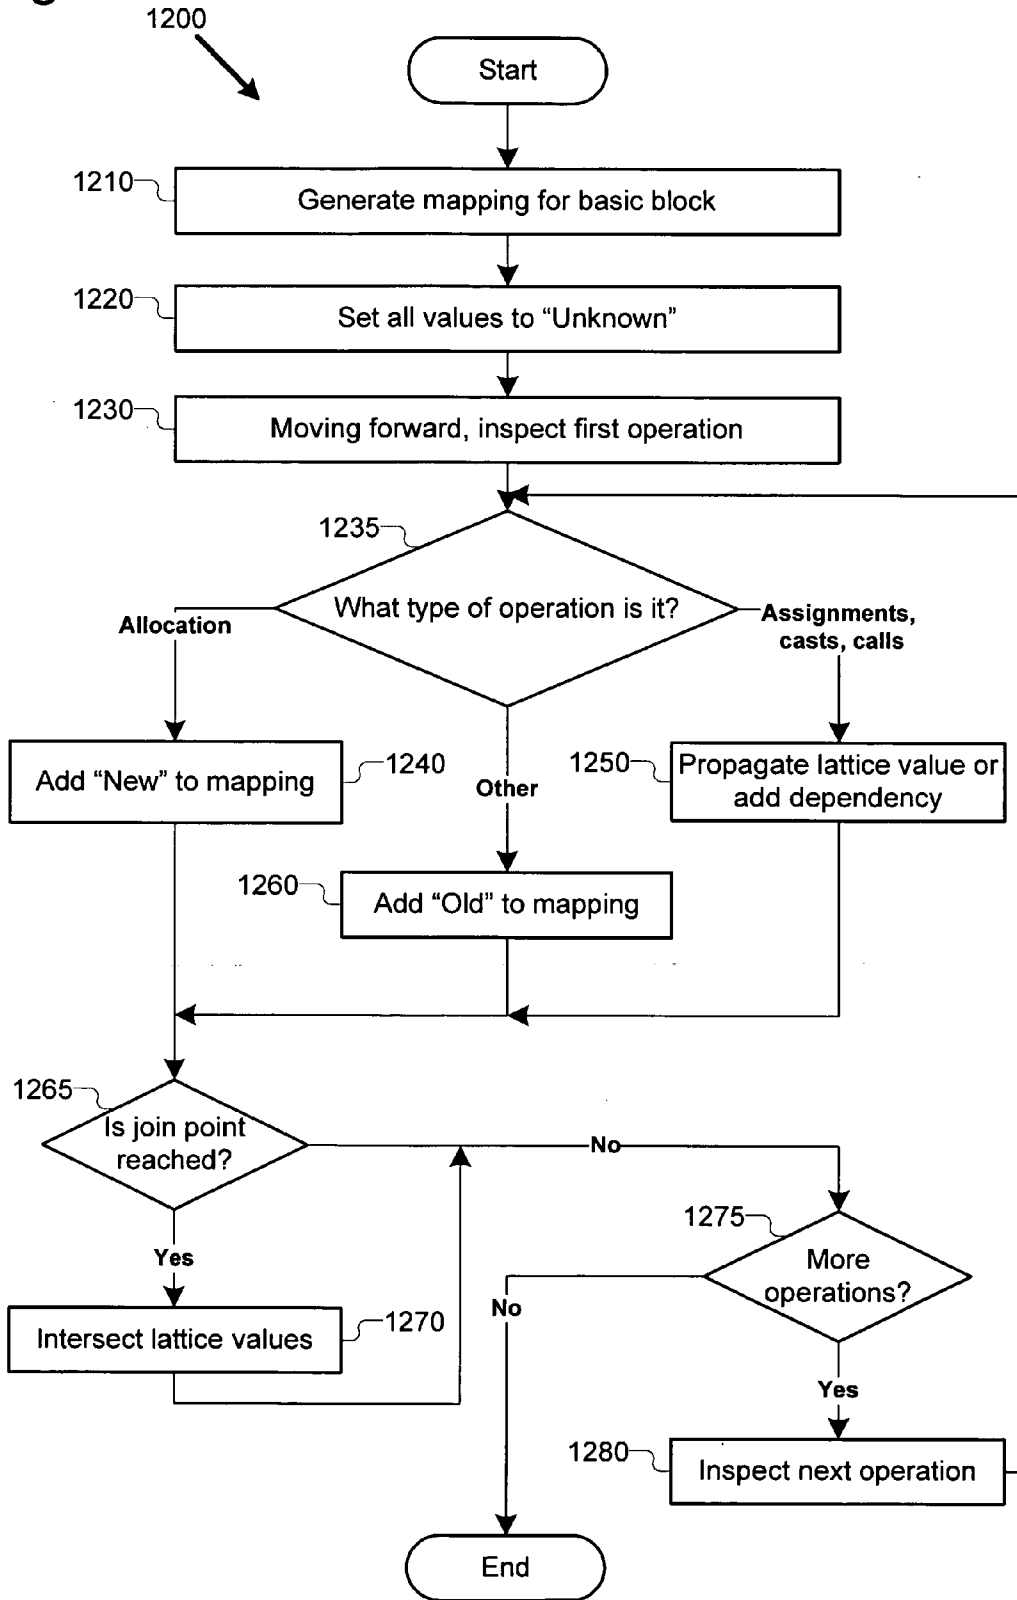 1200
Start
1210
Generate mapping for basic block
1220
Set all values to “Unknown”
1230
Moving forward, inspect first operation
1235
What type of operation is it?
Allocation
Assignments,
casts, calls
Add “New” to mapping
1240
Other
1250
Propagate lattice value or
add dependency
1260
Add “Old” to mapping
1265
Is join point
reached?
No
1275
More
operations?
Yes
No
Intersect lattice values
1270
Yes
1280
Inspect next operation
End